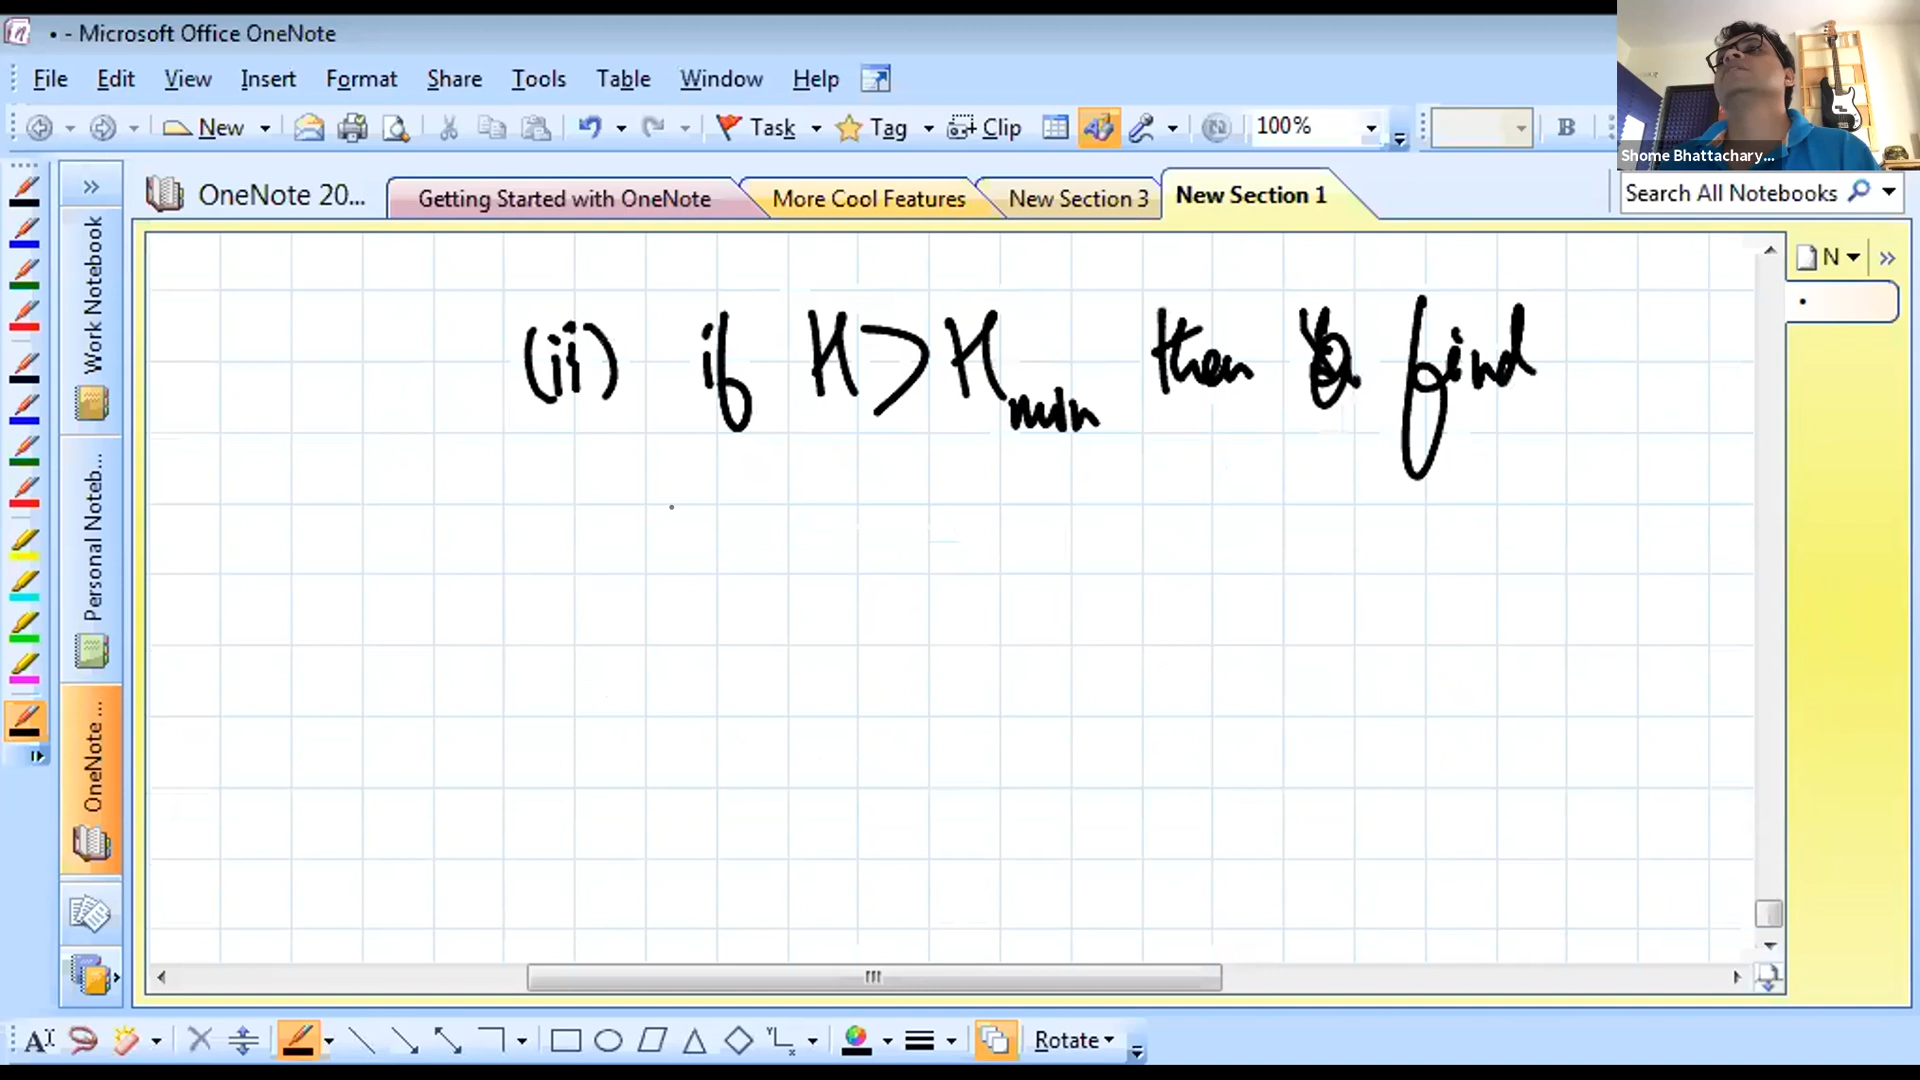 • - Microsoft Office OneNote
File Edit View Insert Format Share Tools Table Window Help
New Task Tag Clip 100% B
Shome Bhattachary...
OneNote 20... Getting Started with OneNote More Cool Features New Section 3 New Section 1 Search All Notebooks
Work Notebook
Personal Noteb...
OneNote ...
N
(ii) if H > H min then find
Rotate